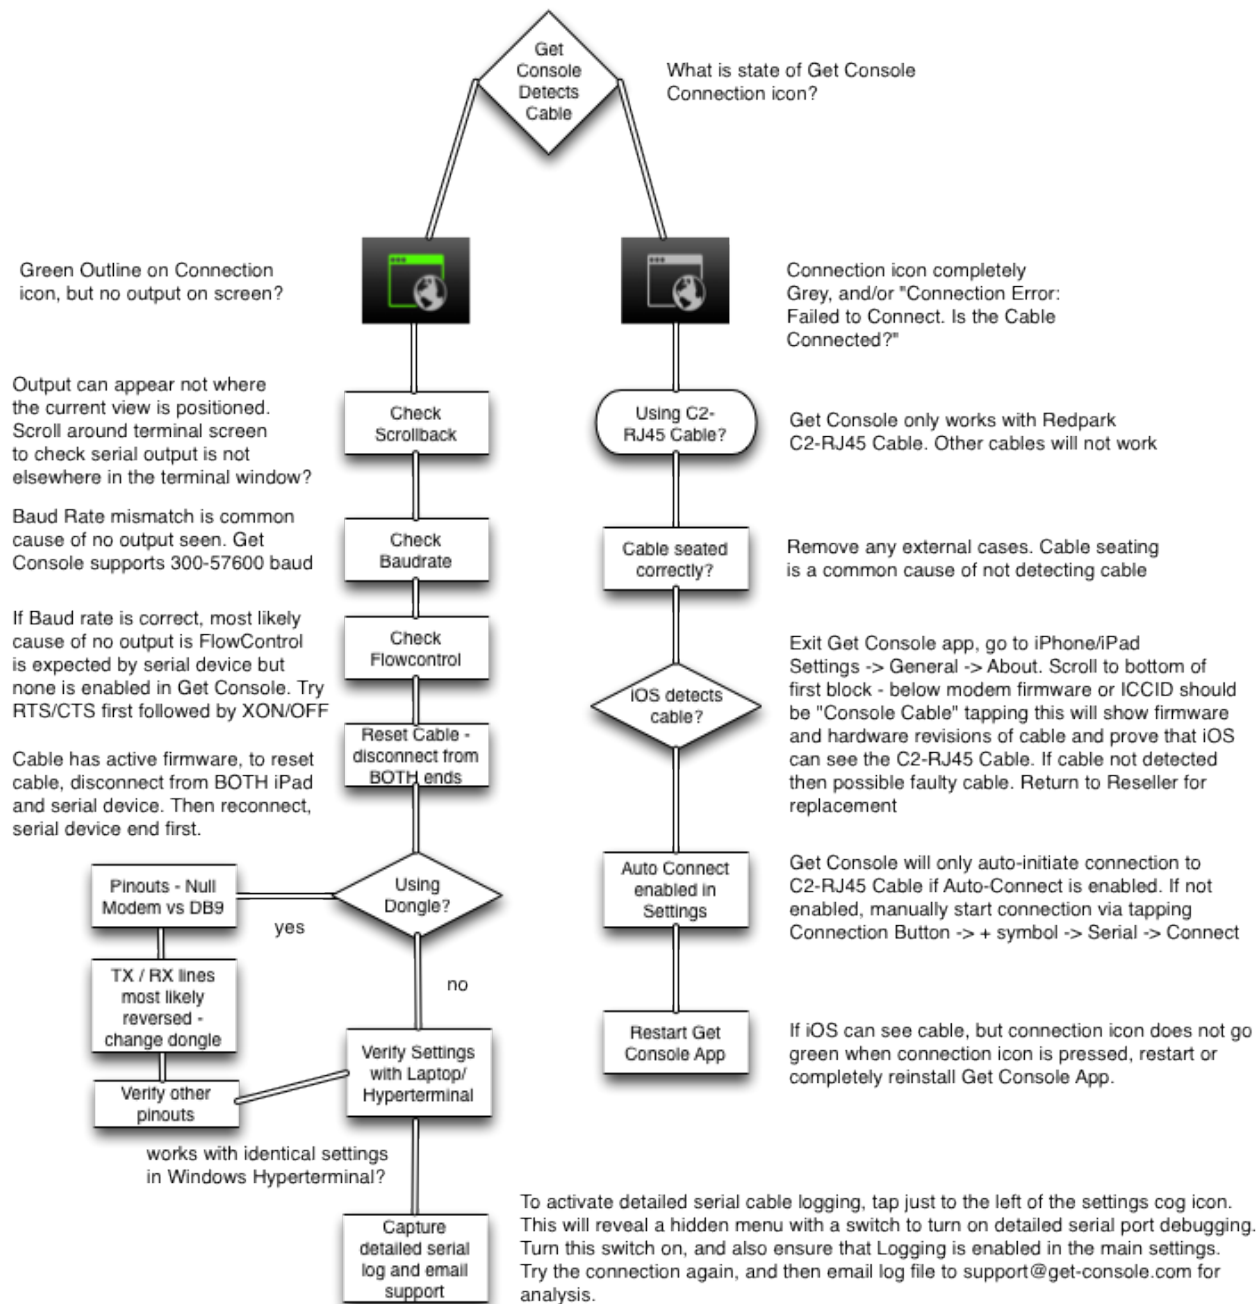 Get
Console
Detects
Cable
What is state of Get Console
Connection icon?
Green Outline on Connection
icon, but no output on screen?
Connection icon completely
Grey, and/or "Connection Error:
Failed to Connect. Is the Cable
Connected?"
Output can appear not where
the current view is positioned.
Scroll around terminal screen
to check serial output is not
elsewhere in the terminal window?
Check
Scrollback
Using C2-
RJ45 Cable?
Get Console only works with Redpark
C2-RJ45 Cable. Other cables will not work
Baud Rate mismatch is common
cause of no output seen. Get
Console supports 300-57600 baud
Check
Baudrate
Cable seated
correctly?
Remove any external cases. Cable seating
is a common cause of not detecting cable
If Baud rate is correct, most likely
cause of no output is FlowControl
is expected by serial device but
none is enabled in Get Console. Try
RTS/CTS first followed by XON/OFF
Check
Flowcontrol
iOS detects
cable?
Exit Get Console app, go to iPhone/iPad
Settings -> General -> About. Scroll to bottom of
first block - below modem firmware or ICCID should
be "Console Cable" tapping this will show firmware
and hardware revisions of cable and prove that iOS
can see the C2-RJ45 Cable. If cable not detected
then possible faulty cable. Return to Reseller for
replacement
Cable has active firmware, to reset
cable, disconnect from BOTH iPad
and serial device. Then reconnect,
serial device end first.
Reset Cable -
disconnect from
BOTH ends
Pinouts - Null
Modem vs DB9
yes
Using
Dongle?
no
Auto Connect
enabled in
Settings
Get Console will only auto-initiate connection to
C2-RJ45 Cable if Auto-Connect is enabled. If not
enabled, manually start connection via tapping
Connection Button -> + symbol -> Serial -> Connect
TX / RX lines
most likely
reversed -
change dongle
Verify Settings
with Laptop/
Hyperterminal
Restart Get
Console App
If iOS can see cable, but connection icon does not go
green when connection icon is pressed, restart or
completely reinstall Get Console App.
Verify other
pinouts
works with identical settings
in Windows Hyperterminal?
Capture
detailed serial
log and email
support
To activate detailed serial cable logging, tap just to the left of the settings cog icon.
This will reveal a hidden menu with a switch to turn on detailed serial port debugging.
Turn this switch on, and also ensure that Logging is enabled in the main settings.
Try the connection again, and then email log file to support@get-console.com for
analysis.